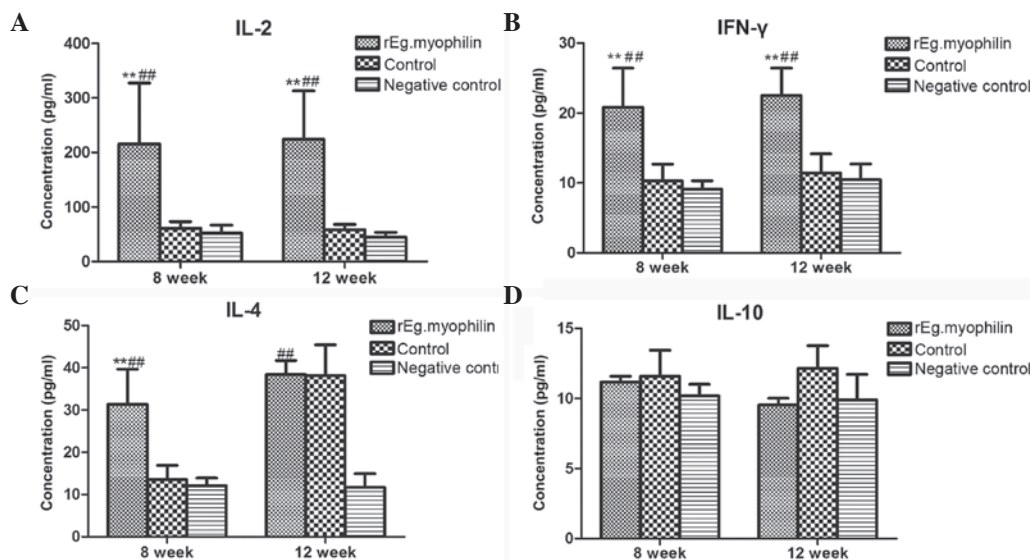 A
IL-2
Concentration (pg/ml)
400
300
200
100
0
**##
**##
8 week
12 week
rEg.myophilin
Control
Negative control
B
IFN-γ
Concentration (pg/ml)
30
20
10
0
** ##
**##
8 week
12 week
rEg.myophilin
Control
Negative control
C
IL-4
Concentration (pg/ml)
50
40
30
20
10
0
**##
##
8 week
12 week
rEg.myophilin
Control
Negative conti
D
IL-10
Concentration (pg/ml)
15
10
5
0
8 week
12 week
rEg.myophilin
Control
Negative control